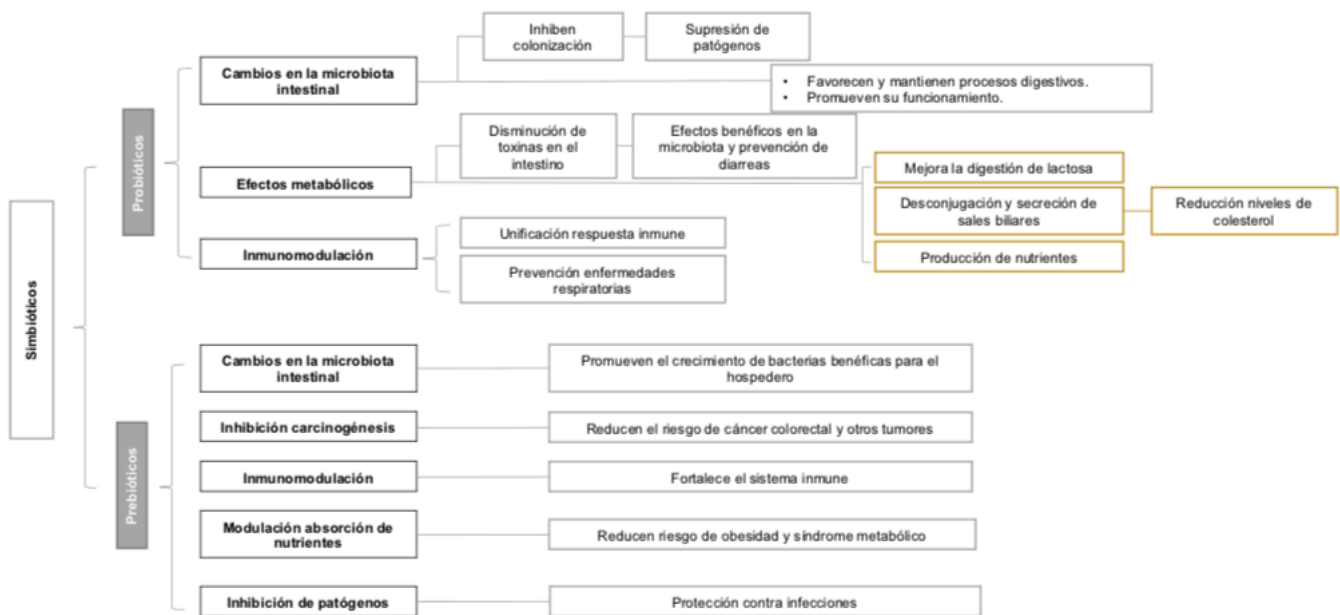 Simbióticos
Probióticos
Cambios en la microbiota
intestinal
Inhiben
colonización
Supresión de
patógenos
• Favorecen y mantienen procesos digestivos.
• Promueven su funcionamiento.
Efectos metabólicos
Disminución de
toxinas en el
intestino
Efectos benéficos en la
microbiota y prevención de
diarreas
Mejora la digestión de lactosa
Desconjugación y secreción de
sales biliares
Reducción niveles de
colesterol
Producción de nutrientes
Inmunomodulación
Unificación respuesta inmune
Prevención enfermedades
respiratorias
Prebióticos
Cambios en la microbiota
intestinal
Promueven el crecimiento de bacterias benéficas para el
hospedero
Inhibición carcinogénesis
Reducen el riesgo de cáncer colorectal y otros tumores
Inmunomodulación
Fortalece el sistema inmune
Modulación absorción de
nutrientes
Reducen riesgo de obesidad y síndrome metabólico
Inhibición de patógenos
Protección contra infecciones